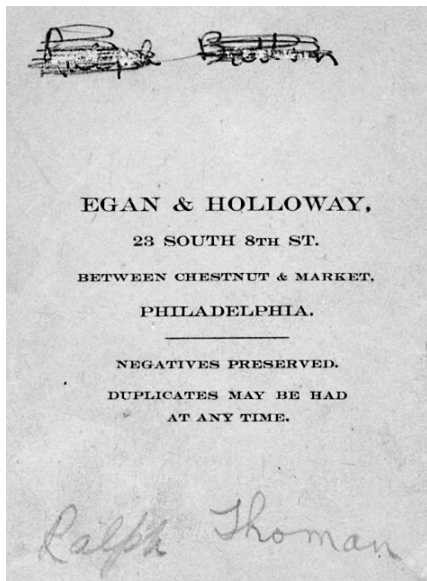 EGAN & HOLLOWAY,
23 SOUTH 8TH ST.
BETWEEN CHESTNUT & MARKET,
PHILADELPHIA.
NEGATIVES PRESERVED.
DUPLICATES MAY BE HAD
AT ANY TIME.
Ralph Thoman